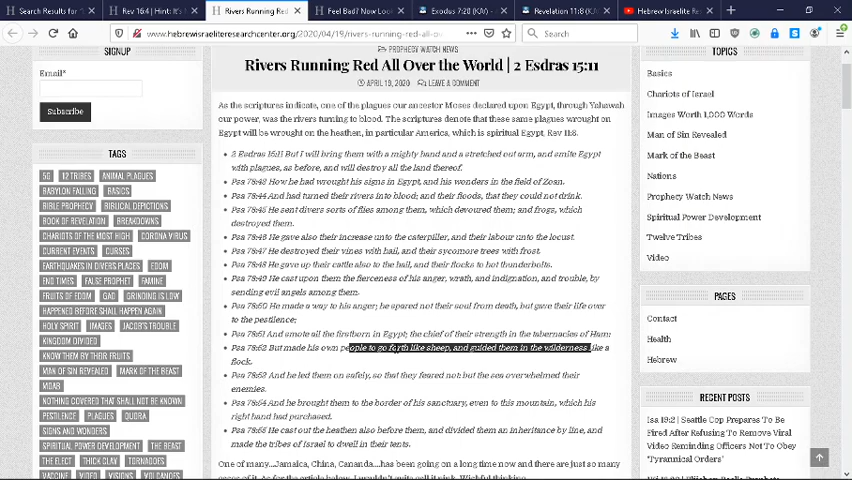 Search Results for '1
Rev 16:4 | Hint: It's M
Rivers Running Red
Feel Bad? Now Loo
Exodus 7:20 (KJV)
Revelation 11:8 (KJV
Hebrew Israelite Re
www.hebrewisraeliteresearchcenter.org/2020/04/19/rivers-running-red-all-ov
Search
SIGNUP
Email*
Subscribe
TAGS
5G 12 TRIBES ANIMAL PLAGUES
BABYLON FALLING BASICS
BIBLE PROPHECY BIBLICAL DEPICTIONS
BOOK OF REVELATION BREAKDOWNS
CHARIOTS OF THE MOST HIGH CORONA VIRUS
CURRENT EVENTS CURSES
EARTHQUAKES IN DIVERS PLACES EDOM
END TIMES FALSE PROPHET FAMINE
FRUITS OF EDOM GAD GRINDING IS LOW
HAPPENED BEFORE SHALL HAPPEN AGAIN
HOLY SPIRIT IMAGES JACOB'S TROUBLE
KINGDOM DIVIDED
KNOW THEM BY THEIR FRUITS
MAN OF SIN REVEALED MARK OF THE BEAST
MOAB
NOTHING COVERED THAT SHALL NOT BE KNOWN
PESTILENCE PLAGUES QUORA
SIGNS AND WONDERS
SPIRITUAL POWER DEVELOPMENT THE BEAST
THE ELECT THICK CLAY TORNADOES
VACCINE VIDEO VISIONS VOLCANOES
PROPHECY WATCH NEWS
Rivers Running Red All Over the World | 2 Esdras 15:11
APRIL 19, 2020 LEAVE A COMMENT
As the scriptures indicate, one of the plagues our ancestor Moses declared upon Egypt, through Yahawah
our power, was the rivers turning to blood. The scriptures denote that these same plagues wrought on
Egypt will be wrought on the heathen, in particular America, which is spiritual Egypt, Rev 11:8.
• 2 Esdras 15:11 But I will bring them with a mighty hand and a stretched out arm, and smite Egypt
with plagues, as before, and will destroy all the land thereof.
• Psa 78:43 How he had wrought his signs in Egypt, and his wonders in the field of Zoan.
• Psa 78:44 And had turned their rivers into blood; and their floods, that they could not drink.
• Psa 78:45 He sent divers sorts of flies among them, which devoured them; and frogs, which
destroyed them.
• Psa 78:46 He gave also their increase unto the caterpiller, and their labour unto the locust.
• Psa 78:47 He destroyed their vines with hail, and their sycomore trees with frost.
• Psa 78:48 He gave up their cattle also to the hail, and their flocks to hot thunderbolts.
• Psa 78:49 He cast upon them the fierceness of his anger, wrath, and indignation, and trouble, by
sending evil angels among them.
• Psa 78:50 He made a way to his anger; he spared not their soul from death, but gave their life over
to the pestilence;
• Psa 78:51 And smote all the firstborn in Egypt; the chief of their strength in the tabernacles of Ham:
• Psa 78:52 But made his own people to go forth like sheep, and guided them in the wilderness like a
flock.
• Psa 78:53 And he led them on safely, so that they feared not: but the sea overwhelmed their
enemies.
• Psa 78:54 And he brought them to the border of his sanctuary, even to this mountain, which his
right hand had purchased.
• Psa 78:55 He cast out the heathen also before them, and divided them an inheritance by line, and
made the tribes of Israel to dwell in their tents.
One of many...Jamaica, China, Cananda...has been going on a long time now and there are just so many
TOPICS
Basics
Chariots of Israel
Images Worth 1,000 Words
Man of Sin Revealed
Mark of the Beast
Nations
Prophecy Watch News
Spiritual Power Development
Twelve Tribes
Video
PAGES
Contact
Health
Hebrew
RECENT POSTS
Isa 19:2 | Seattle Cop Prepares To Be
Fired After Refusing To Remove Viral
Video Reminding Officers Not To Enforce
'Tyrannical Orders'